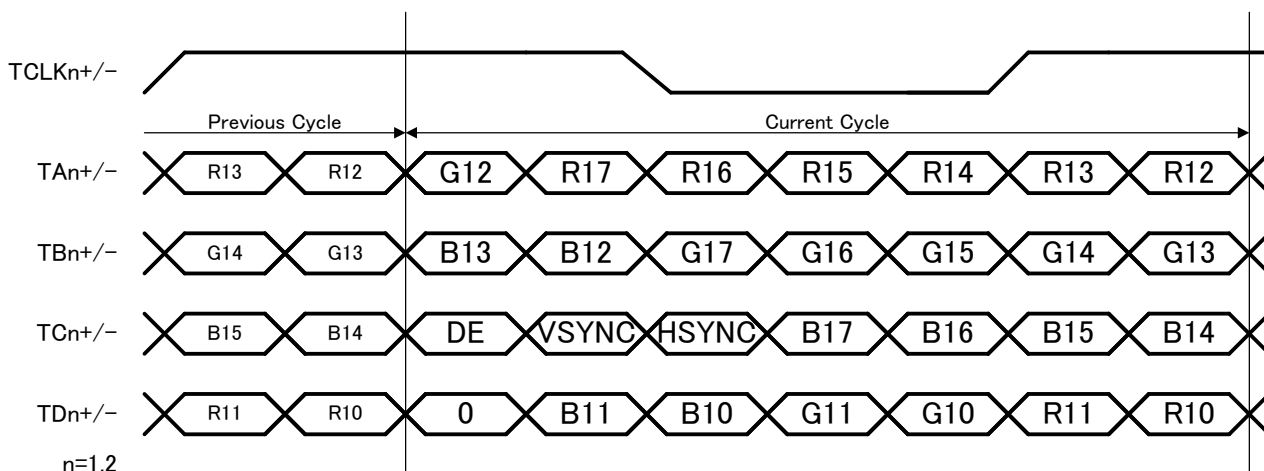 TCLKn+/-
Previous Cycle Current Cycle
TAn+/- R13 R12 G12 R17 R16 R15 R14 R13 R12
TBn+/- G14 G13 B13 B12 G17 G16 G15 G14 G13
TCn+/- B15 B14 DE VSYNC HSYNC B17 B16 B15 B14
TDn+/- R11 R10 0 B11 B10 G11 G10 R11 R10
n=1,2